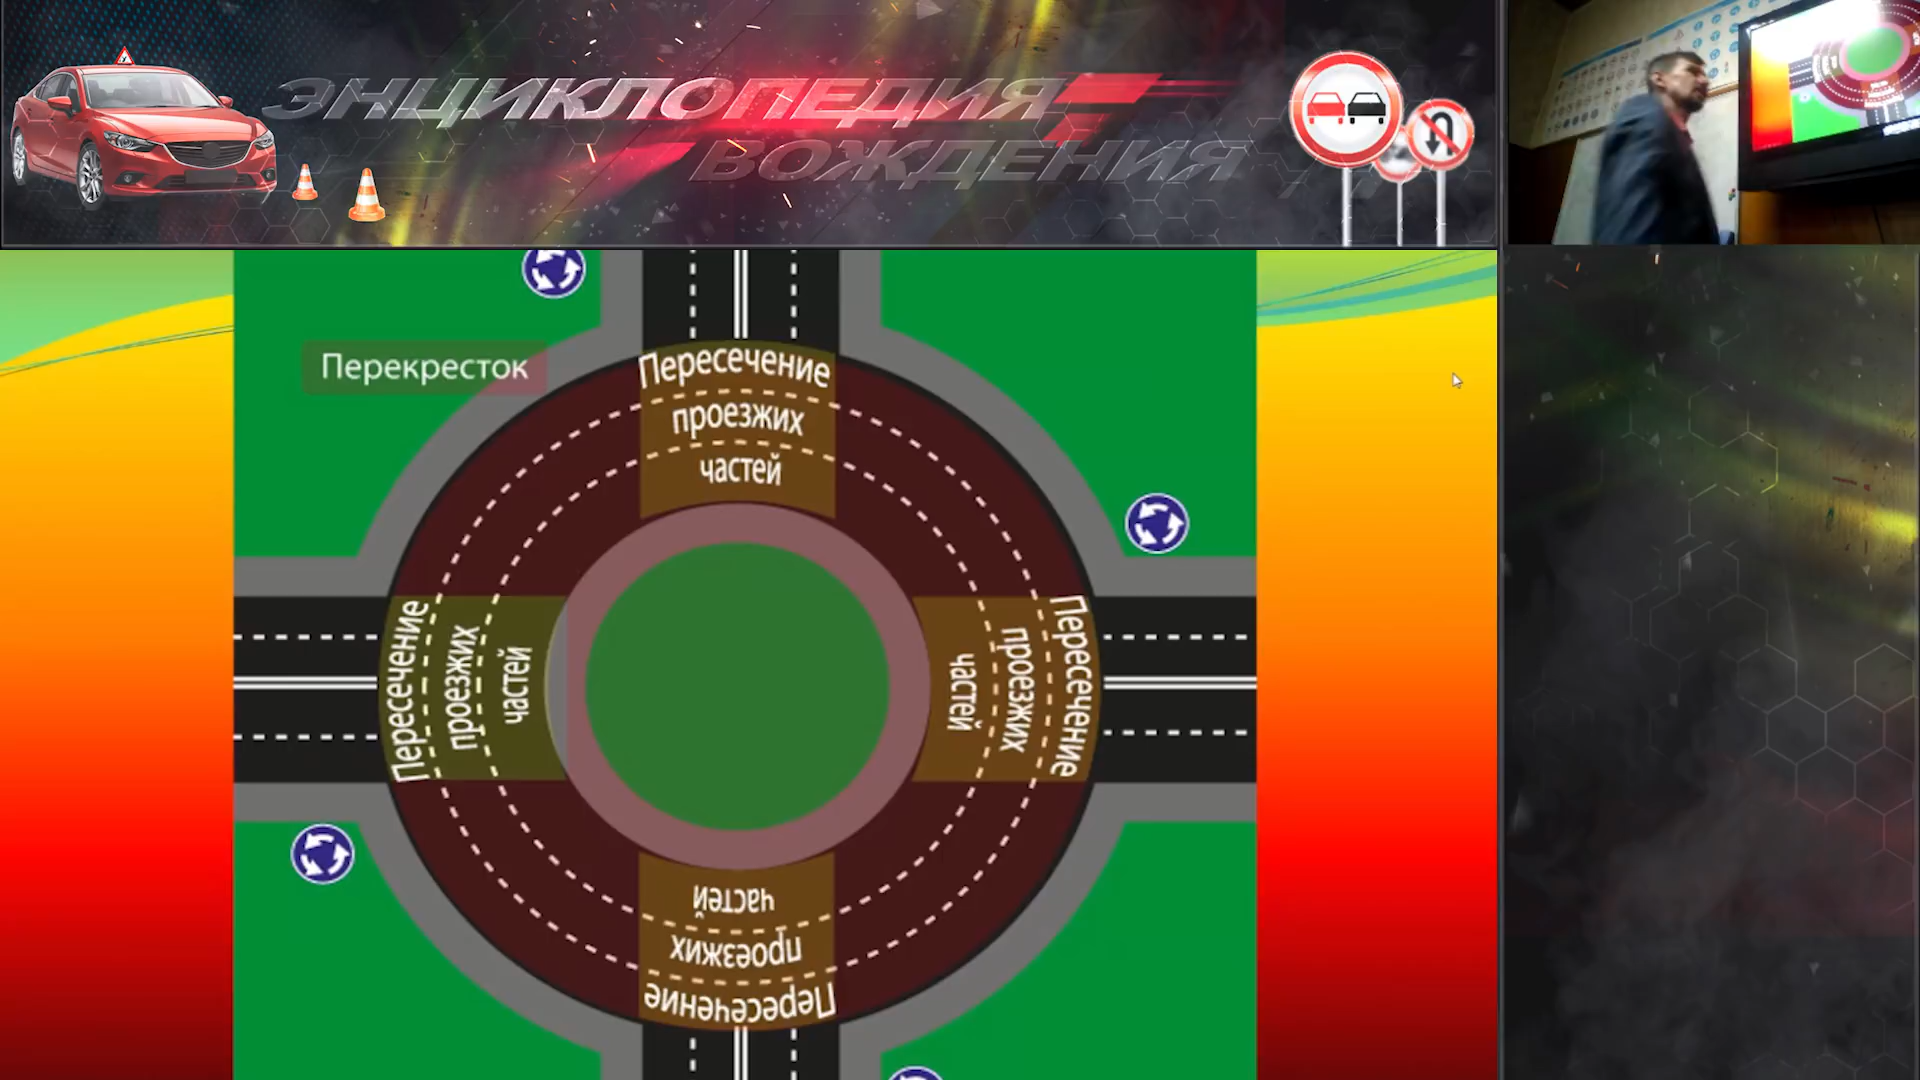 ЭНЦИКЛОПЕДИЯ
ВОЖДЕНИЯ
Перекресток
Пересечение
проезжих
частей
Пересечение
проезжих
частей
Пересечение
проезжих
частей
Пересечение
проезжих
частей